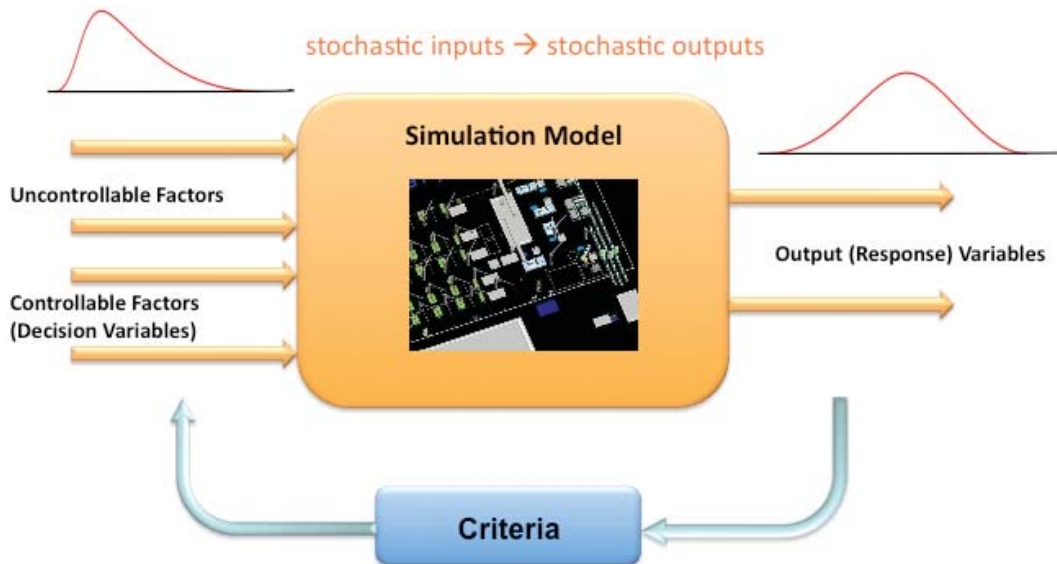 stochastic inputs → stochastic outputs
Simulation Model
Uncontrollable Factors
Controllable Factors
(Decision Variables)
Output (Response) Variables
Criteria